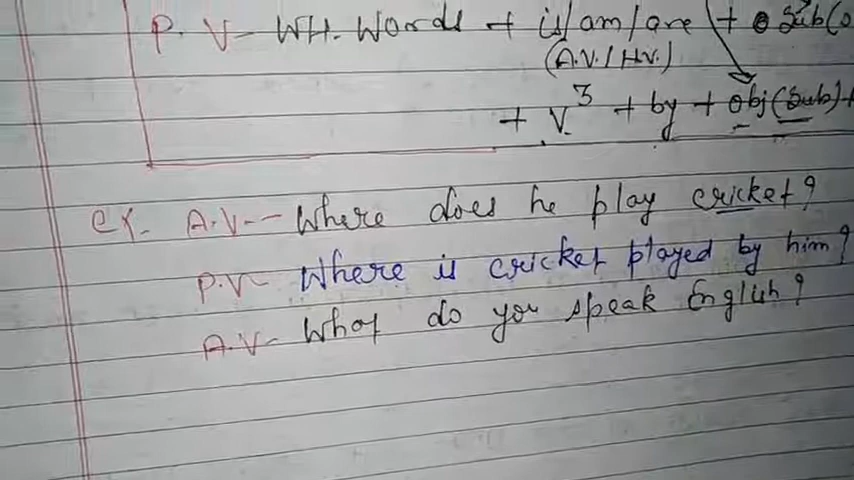 P.V- WH-Words + is/am/are + Sub(o
(A.V./H.V.)
+ V3 + by + obj(Sub)+
ex- A.V-- Where does he play cricket?
P.V- Where is cricket played by him?
A.V- What do you speak English?